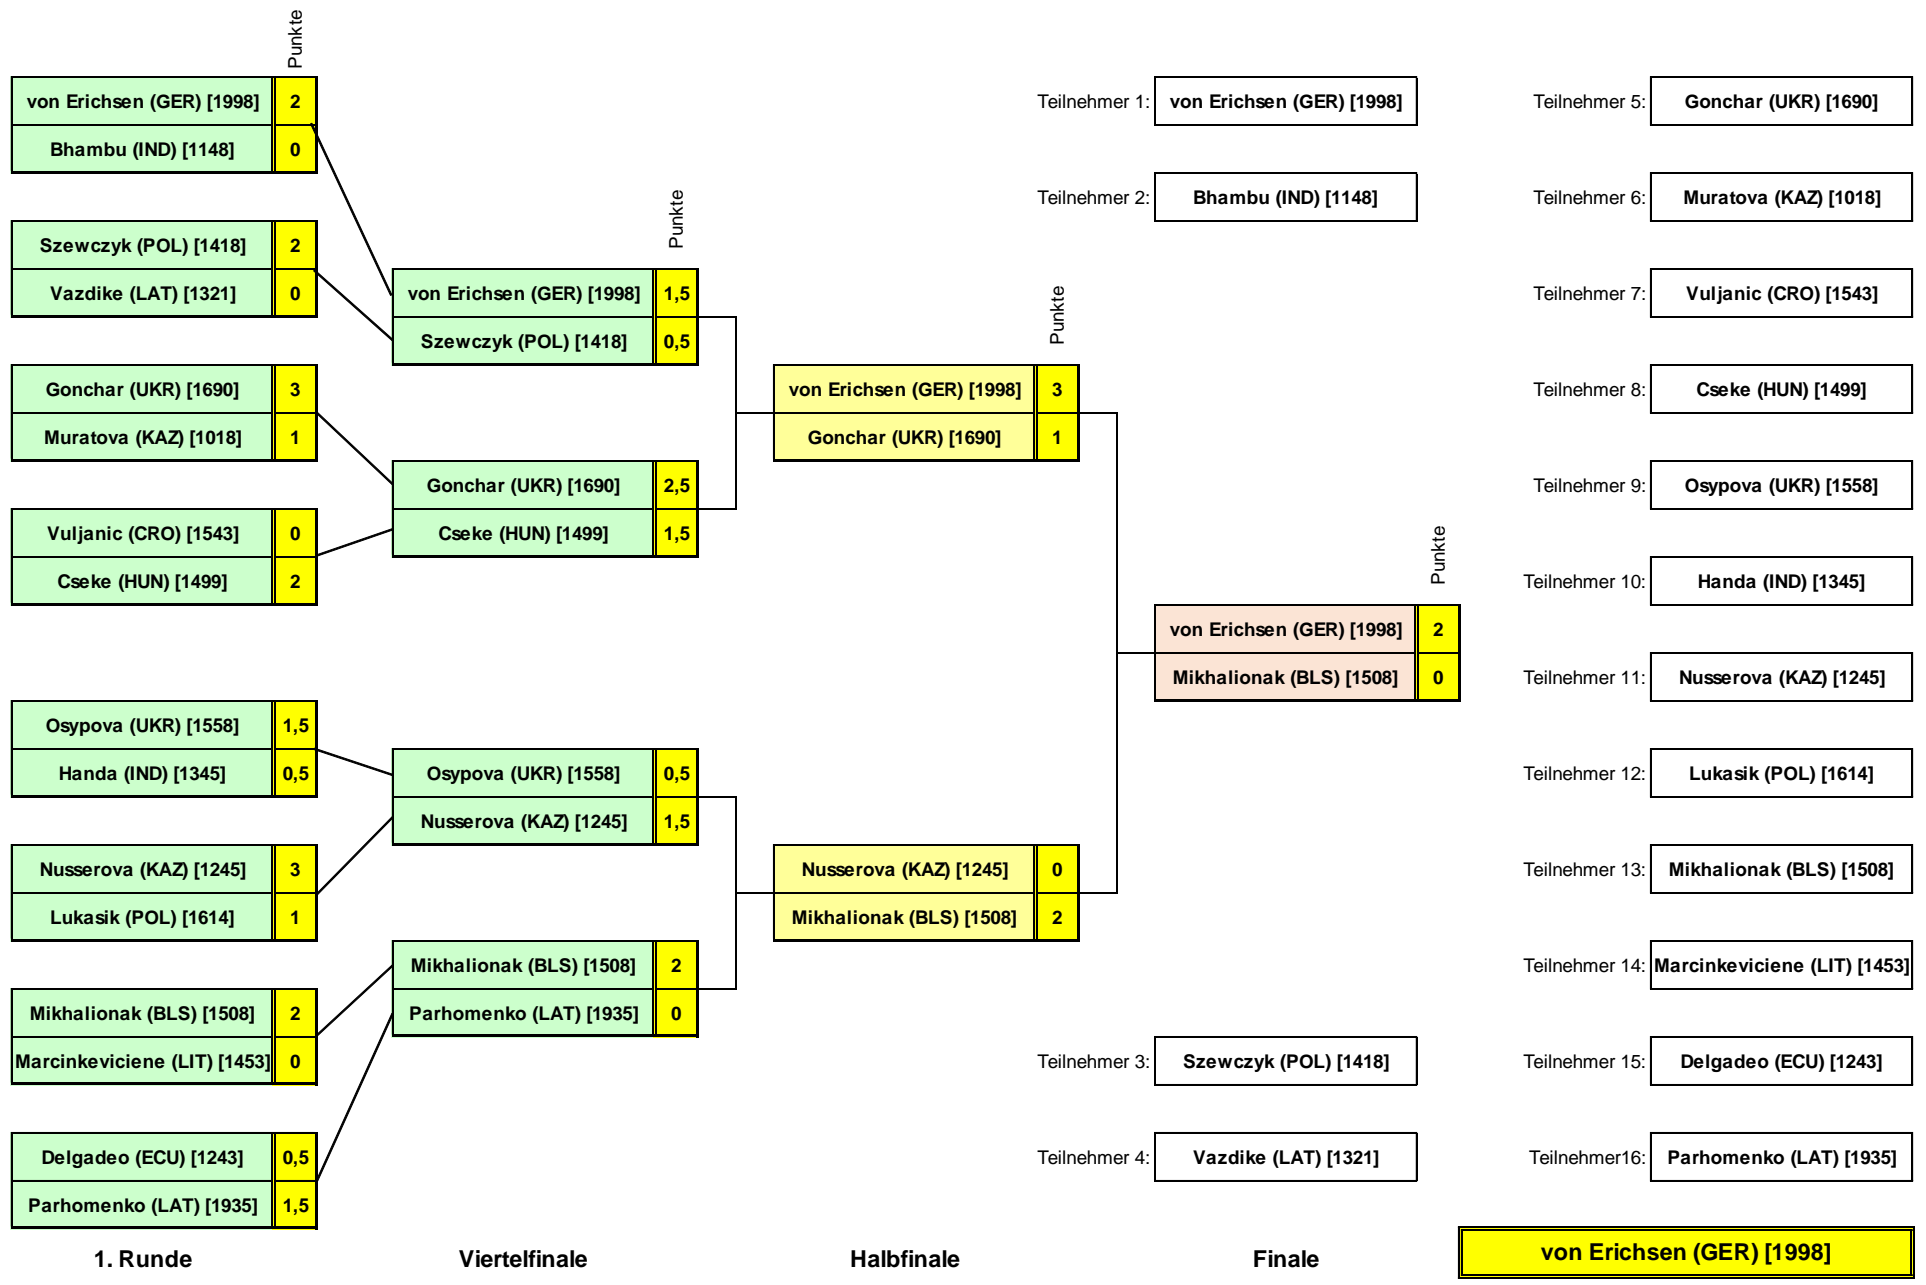 Punkte
von Erichsen (GER) [1998] 2
Bhambu (IND) [1148] 0
Szewczyk (POL) [1418] 2
Vazdike (LAT) [1321] 0
Gonchar (UKR) [1690] 3
Muratova (KAZ) [1018] 1
Vuljanic (CRO) [1543] 0
Cseke (HUN) [1499] 2
Osypova (UKR) [1558] 1,5
Handa (IND) [1345] 0,5
Nusserova (KAZ) [1245] 3
Lukasik (POL) [1614] 1
Mikhalionak (BLS) [1508] 2
Marcinkeviciene (LIT) [1453] 0
Delgadeo (ECU) [1243] 0,5
Parhomenko (LAT) [1935] 1,5
1. Runde
Punkte
von Erichsen (GER) [1998] 1,5
Szewczyk (POL) [1418] 0,5
Gonchar (UKR) [1690] 2,5
Cseke (HUN) [1499] 1,5
Osypova (UKR) [1558] 0,5
Nusserova (KAZ) [1245] 1,5
Mikhalionak (BLS) [1508] 2
Parhomenko (LAT) [1935] 0
Viertelfinale
Punkte
von Erichsen (GER) [1998] 3
Gonchar (UKR) [1690] 1
Nusserova (KAZ) [1245] 0
Mikhalionak (BLS) [1508] 2
Halbfinale
Punkte
von Erichsen (GER) [1998] 2
Mikhalionak (BLS) [1508] 0
Finale
Teilnehmer 1: von Erichsen (GER) [1998]
Teilnehmer 2: Bhambu (IND) [1148]
Teilnehmer 3: Szewczyk (POL) [1418]
Teilnehmer 4: Vazdike (LAT) [1321]
Teilnehmer 5: Gonchar (UKR) [1690]
Teilnehmer 6: Muratova (KAZ) [1018]
Teilnehmer 7: Vuljanic (CRO) [1543]
Teilnehmer 8: Cseke (HUN) [1499]
Teilnehmer 9: Osypova (UKR) [1558]
Teilnehmer 10: Handa (IND) [1345]
Teilnehmer 11: Nusserova (KAZ) [1245]
Teilnehmer 12: Lukasik (POL) [1614]
Teilnehmer 13: Mikhalionak (BLS) [1508]
Teilnehmer 14: Marcinkeviciene (LIT) [1453]
Teilnehmer 15: Delgadeo (ECU) [1243]
Teilnehmer16: Parhomenko (LAT) [1935]
von Erichsen (GER) [1998]